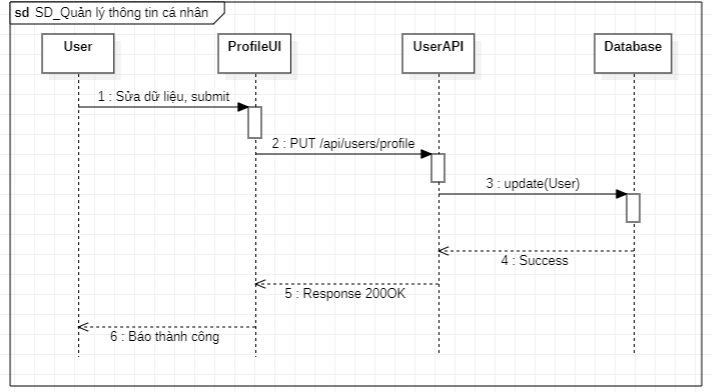 sd SD_Quản lý thông tin cá nhân
User ProfileUI UserAPI Database
1 : Sửa dữ liệu, submit
2 : PUT /api/users/profile
3 : update(User)
4 : Success
5 : Response 200OK
6 : Báo thành công